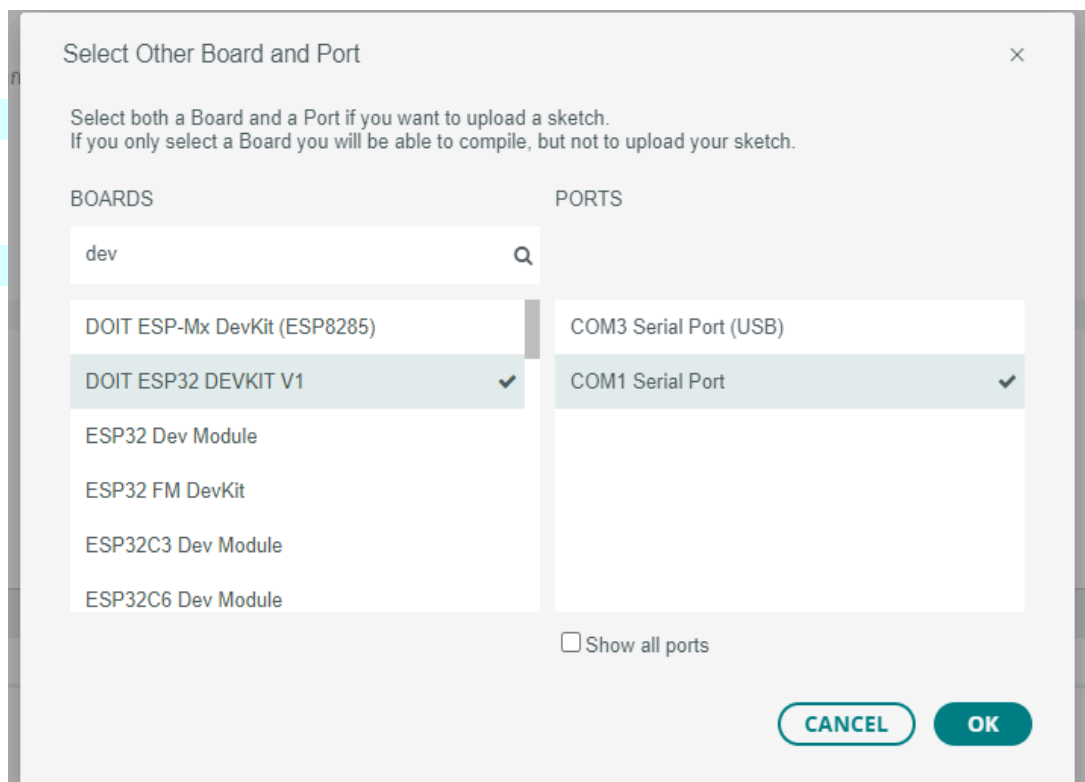 Select Other Board and Port
Select both a Board and a Port if you want to upload a sketch.
If you only select a Board you will be able to compile, but not to upload your sketch.
BOARDS
PORTS
dev
DOIT ESP-Mx DevKit (ESP8285)
DOIT ESP32 DEVKIT V1
ESP32 Dev Module
ESP32 FM DevKit
ESP32C3 Dev Module
ESP32C6 Dev Module
COM3 Serial Port (USB)
COM1 Serial Port
Show all ports
CANCEL
OK